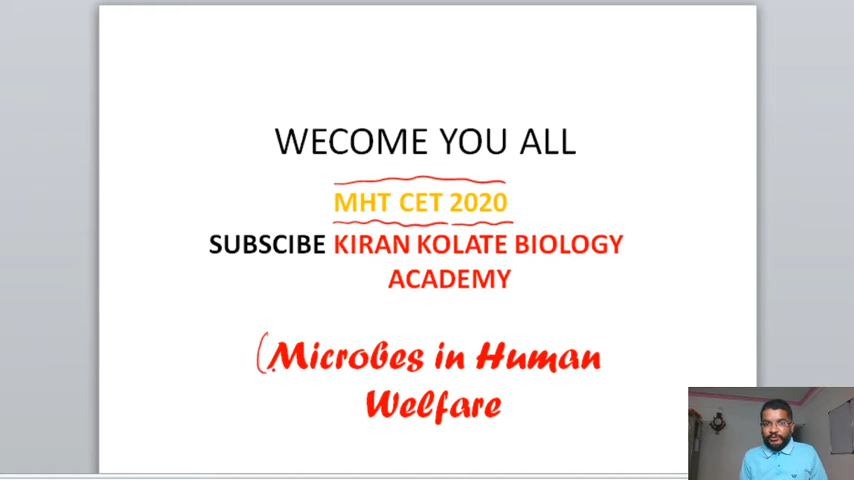 WECOME YOU ALL
MHT CET 2020
SUBSCIBE KIRAN KOLATE BIOLOGY
ACADEMY
(Microbes in Human
Welfare